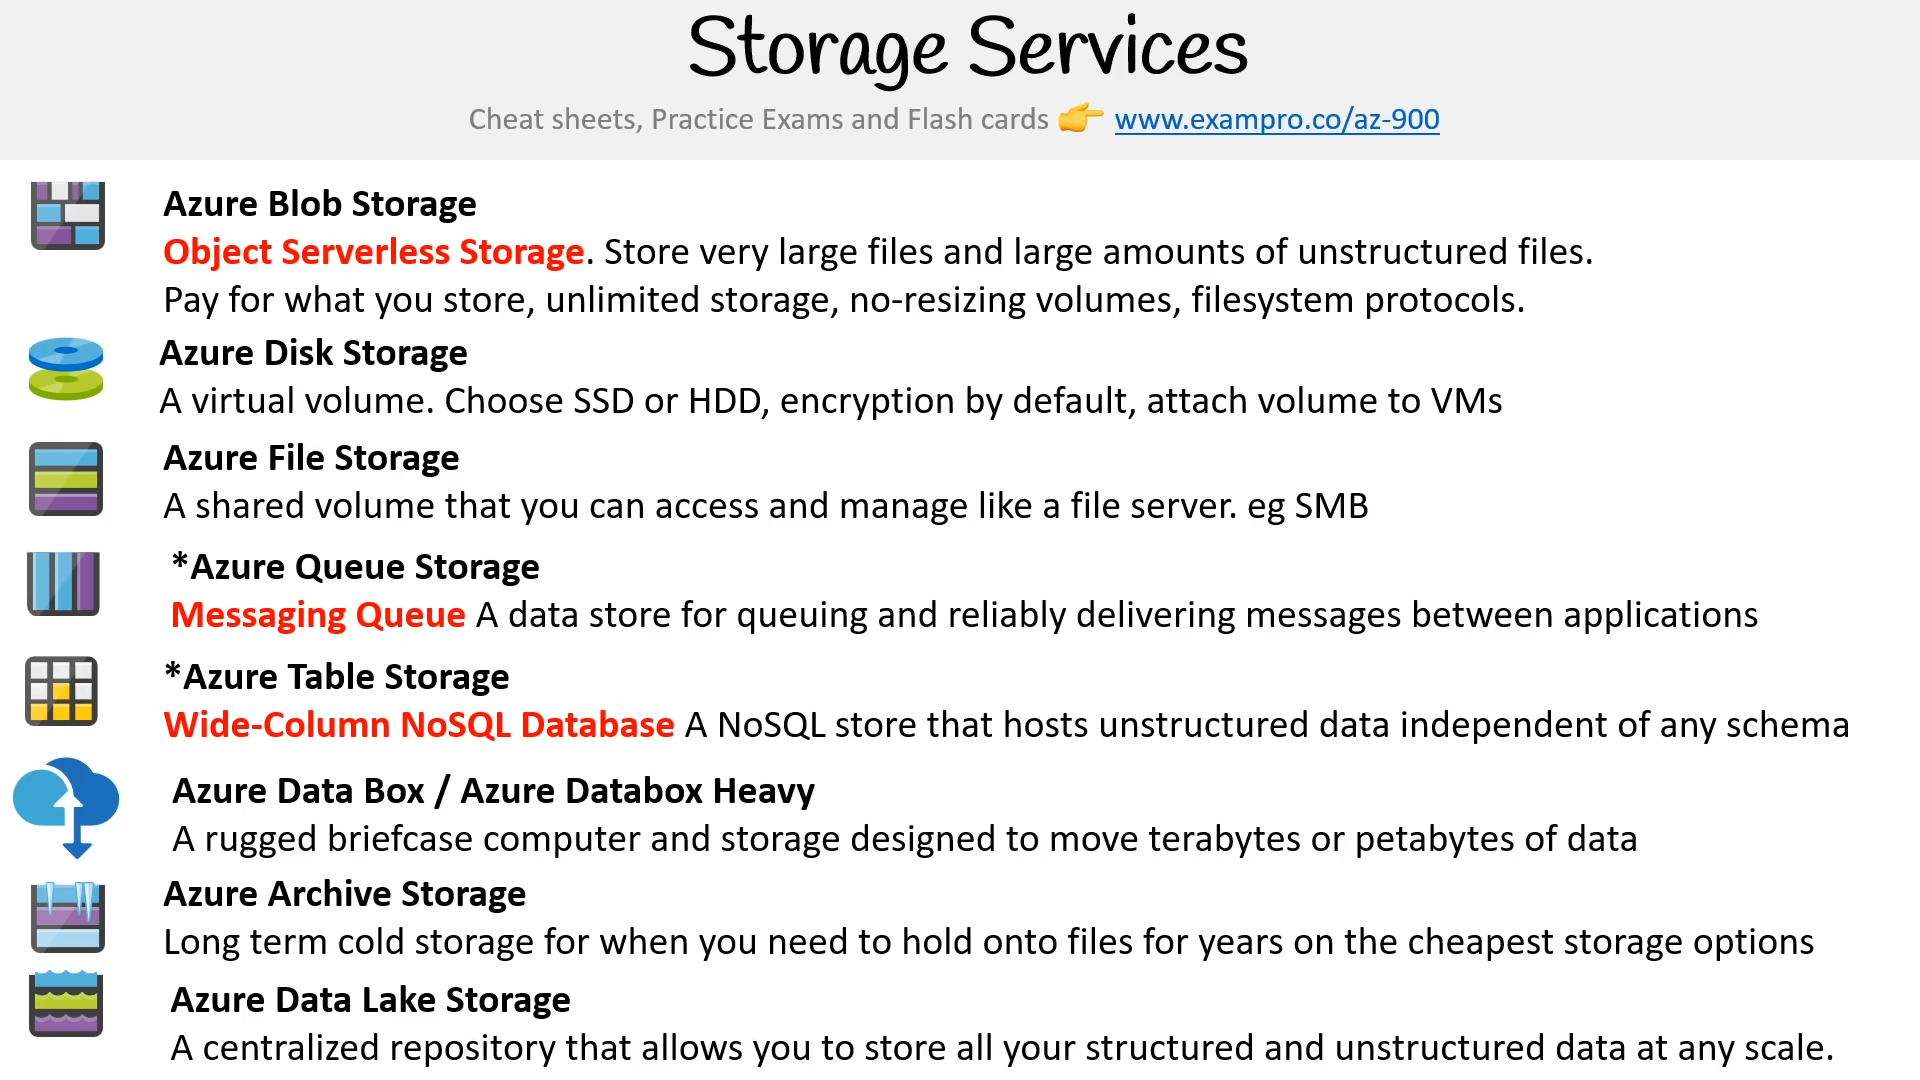 Storage Services
Cheat sheets, Practice Exams and Flash cards 👉 www.exampro.co/az-900
Azure Blob Storage
Object Serverless Storage. Store very large files and large amounts of unstructured files.
Pay for what you store, unlimited storage, no-resizing volumes, filesystem protocols.
Azure Disk Storage
A virtual volume. Choose SSD or HDD, encryption by default, attach volume to VMs
Azure File Storage
A shared volume that you can access and manage like a file server. eg SMB
*Azure Queue Storage
Messaging Queue A data store for queuing and reliably delivering messages between applications
*Azure Table Storage
Wide-Column NoSQL Database A NoSQL store that hosts unstructured data independent of any schema
Azure Data Box / Azure Databox Heavy
A rugged briefcase computer and storage designed to move terabytes or petabytes of data
Azure Archive Storage
Long term cold storage for when you need to hold onto files for years on the cheapest storage options
Azure Data Lake Storage
A centralized repository that allows you to store all your structured and unstructured data at any scale.